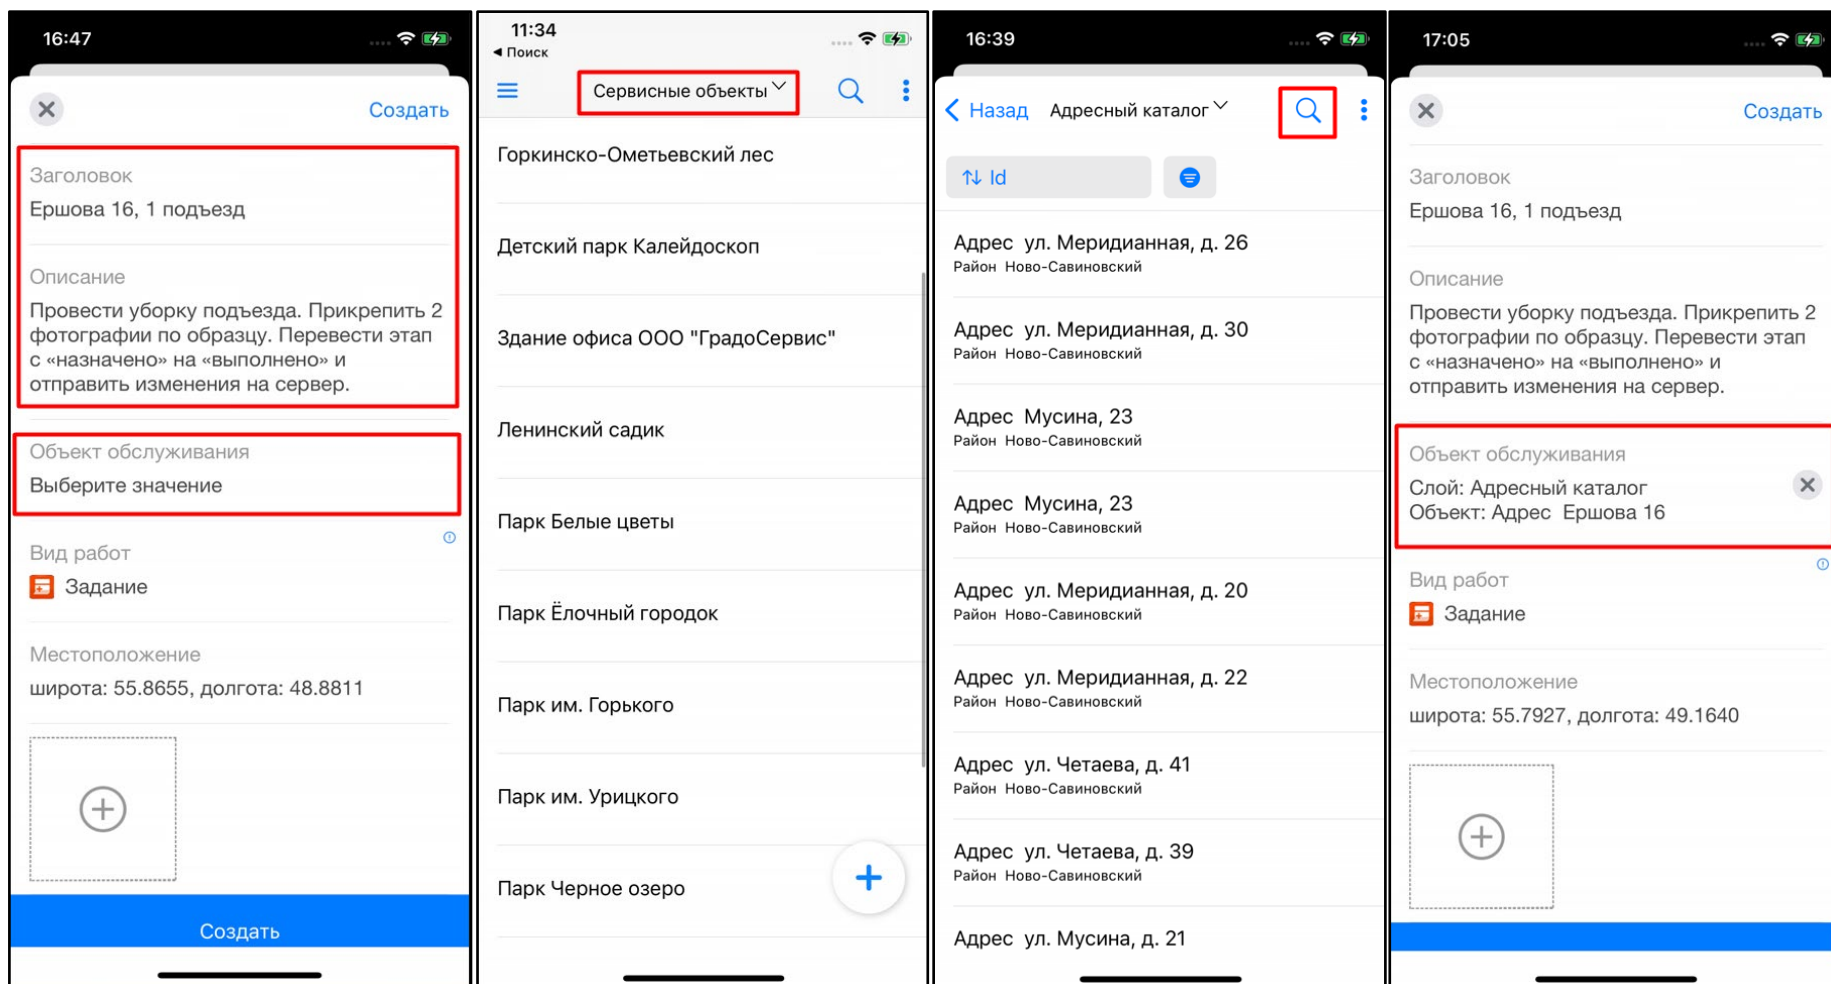 16:47
Создать
Заголовок
Ершова 16, 1 подъезд
Описание
Провести уборку подъезда. Прикрепить 2
фотографии по образцу. Перевести этап
с «назначено» на «выполнено» и
отправить изменения на сервер.
Объект обслуживания
Выберите значение
Вид работ
Задание
Местоположение
широта: 55.8655, долгота: 48.8811
Создать
11:34
Поиск
Сервисные объекты
Горкинско-Ометьевский лес
Детский парк Калейдоскоп
Здание офиса ООО "ГрадоСервис"
Ленинский садик
Парк Белые цветы
Парк Ёлочный городок
Парк им. Горького
Парк им. Урицкого
Парк Черное озеро
16:39
Назад Адресный каталог
Id
Адрес ул. Меридианная, д. 26
Район Ново-Савиновский
Адрес ул. Меридианная, д. 30
Район Ново-Савиновский
Адрес Мусина, 23
Район Ново-Савиновский
Адрес Мусина, 23
Район Ново-Савиновский
Адрес ул. Меридианная, д. 20
Район Ново-Савиновский
Адрес ул. Меридианная, д. 22
Район Ново-Савиновский
Адрес ул. Четаева, д. 41
Район Ново-Савиновский
Адрес ул. Четаева, д. 39
Район Ново-Савиновский
Адрес ул. Мусина, д. 21
17:05
Создать
Заголовок
Ершова 16, 1 подъезд
Описание
Провести уборку подъезда. Прикрепить 2
фотографии по образцу. Перевести этап
с «назначено» на «выполнено» и
отправить изменения на сервер.
Объект обслуживания
Слой: Адресный каталог
Объект: Адрес Ершова 16
Вид работ
Задание
Местоположение
широта: 55.7927, долгота: 49.1640